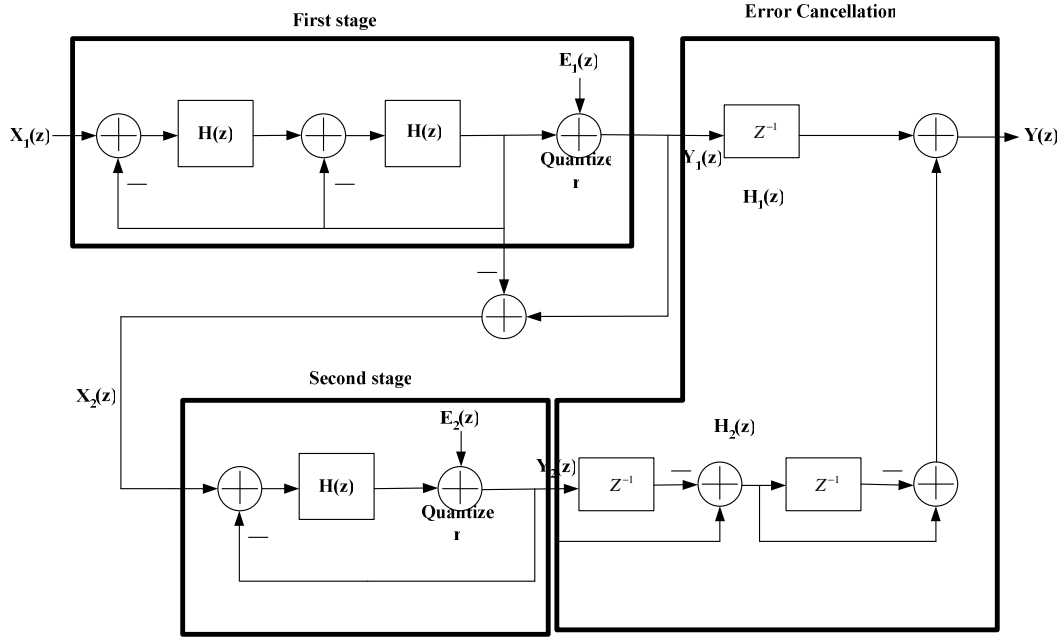 Error Cancellation
First stage
E₁(z)
X₁(z)
H(z)
H(z)
Quantize
r
Y₁(z)
Z⁻¹
Y(z)
H₁(z)
X₂(z)
Second stage
E₂(z)
H₂(z)
H(z)
Quantize
r
Y₂(z)
Z⁻¹
Z⁻¹